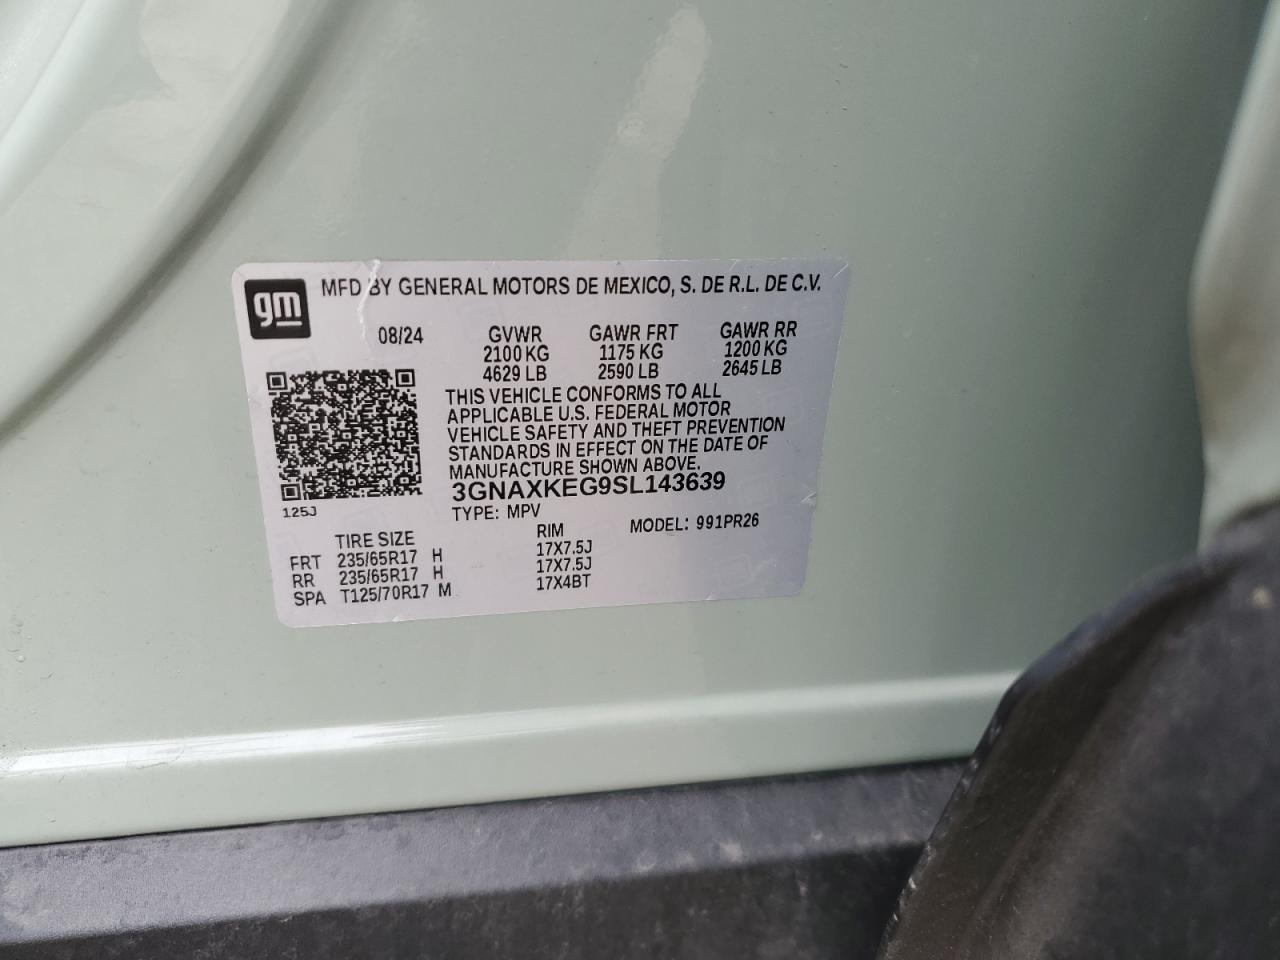 gm
MFD BY GENERAL MOTORS DE MEXICO, S. DE R.L. DE C.V.
08/24 GVWR GAWR FRT GAWR RR
2100 KG 1175 KG 1200 KG
4629 LB 2590 LB 2645 LB
THIS VEHICLE CONFORMS TO ALL
APPLICABLE U.S. FEDERAL MOTOR
VEHICLE SAFETY AND THEFT PREVENTION
STANDARDS IN EFFECT ON THE DATE OF
MANUFACTURE SHOWN ABOVE.
3GNAXKEG9SL143639
125J
TYPE: MPV MODEL: 991PR26
TIRE SIZE RIM
FRT 235/65R17 H 17X7.5J
RR 235/65R17 H 17X7.5J
SPA T125/70R17 M 17X4BT